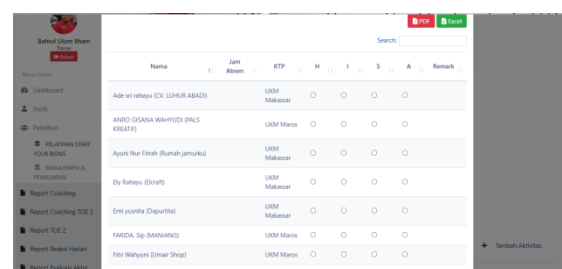 PDF Excel
Bahrul Ulum Ilham
Trainer
Keluar
Search:
Menu Utama
Nama Jam Absen KTP H I S A Remark
Dashboard
Profil
Pelatihan
PELATIHAN START
YOUR BISNIS
MANAJEMEN &
PEMASARAN
Report Coaching
Report Coaching TOE 2
Report TOE 2
Report Reaksi Harian
Ade sri rahayu (CV. LUHUR ABADI) UKM Makassar
ANRO GISANA WAHYUDI (PALS KREATIF) UKM Maros
Ayuni Nur Fitrah (Rumah jamurku) UKM Makassar
Ely Rahayu (Elcraft) UKM Makassar
Erni yusnita (Dapurtita) UKM Makassar
FARIDA. Sip (MANIANG) UKM Maros
Fitri Wahyuni (Umair Shop) UKM Maros
+ Tambah Aktivitas